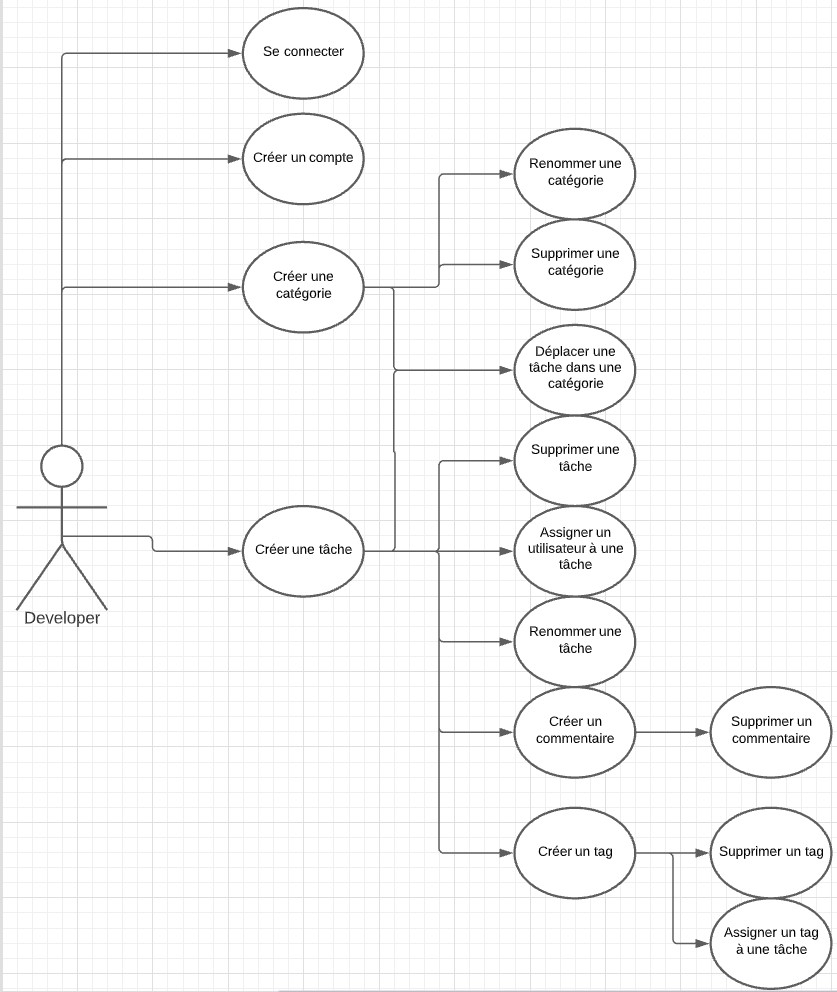 Se connecter
Créer un compte
Créer une
catégorie
Créer une tâche
Developer
Renommer une
catégorie
Supprimer une
catégorie
Déplacer une
tâche dans une
catégorie
Supprimer une
tâche
Assigner un
utilisateur à une
tâche
Renommer une
tâche
Créer un
commentaire
Supprimer un
commentaire
Créer un tag
Supprimer un tag
Assigner un tag
à une tâche